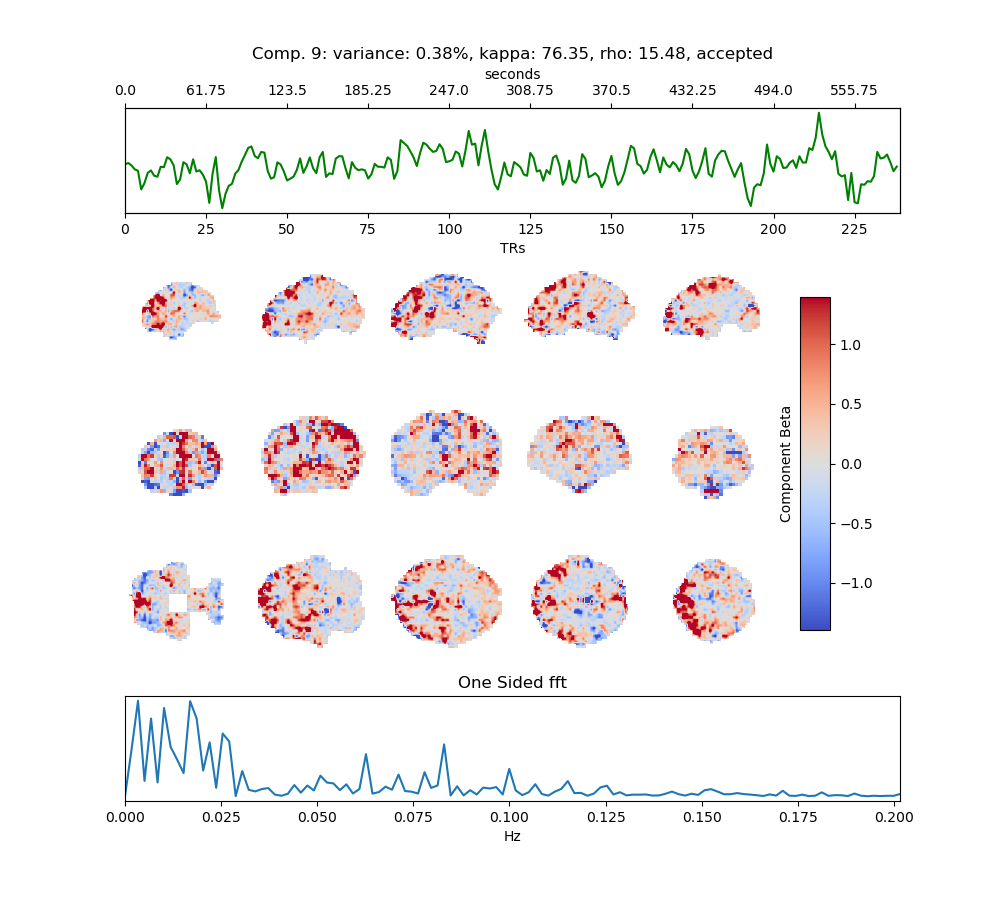 Comp. 9: variance: 0.38%, kappa: 76.35, rho: 15.48, accepted
seconds
0.0 61.75 123.5 185.25 247.0 308.75 370.5 432.25 494.0 555.75
0 25 50 75 100 125 150 175 200 225
TRs
1.0
0.5
0.0
−0.5
−1.0
Component Beta
One Sided fft
0.000 0.025 0.050 0.075 0.100 0.125 0.150 0.175 0.200
Hz